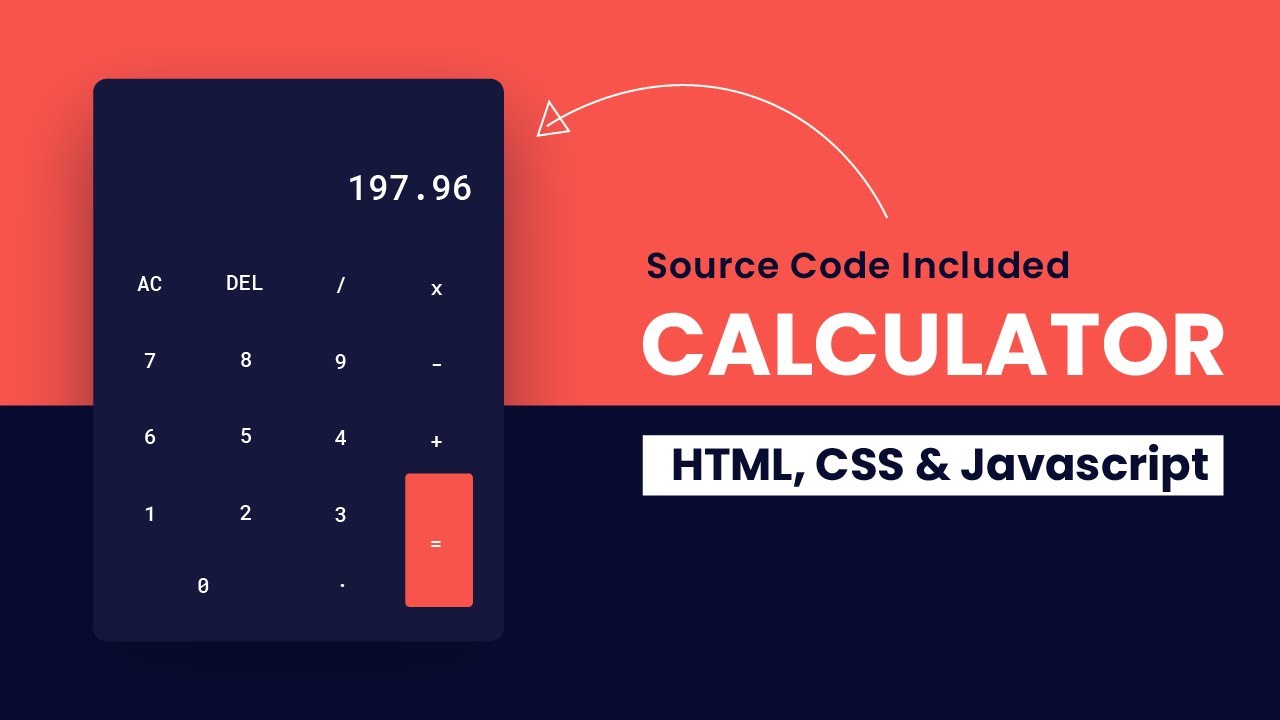 197.96
AC DEL / x
7 8 9 -
6 5 4 +
1 2 3
=
0 .
Source Code Included
CALCULATOR
HTML, CSS & Javascript